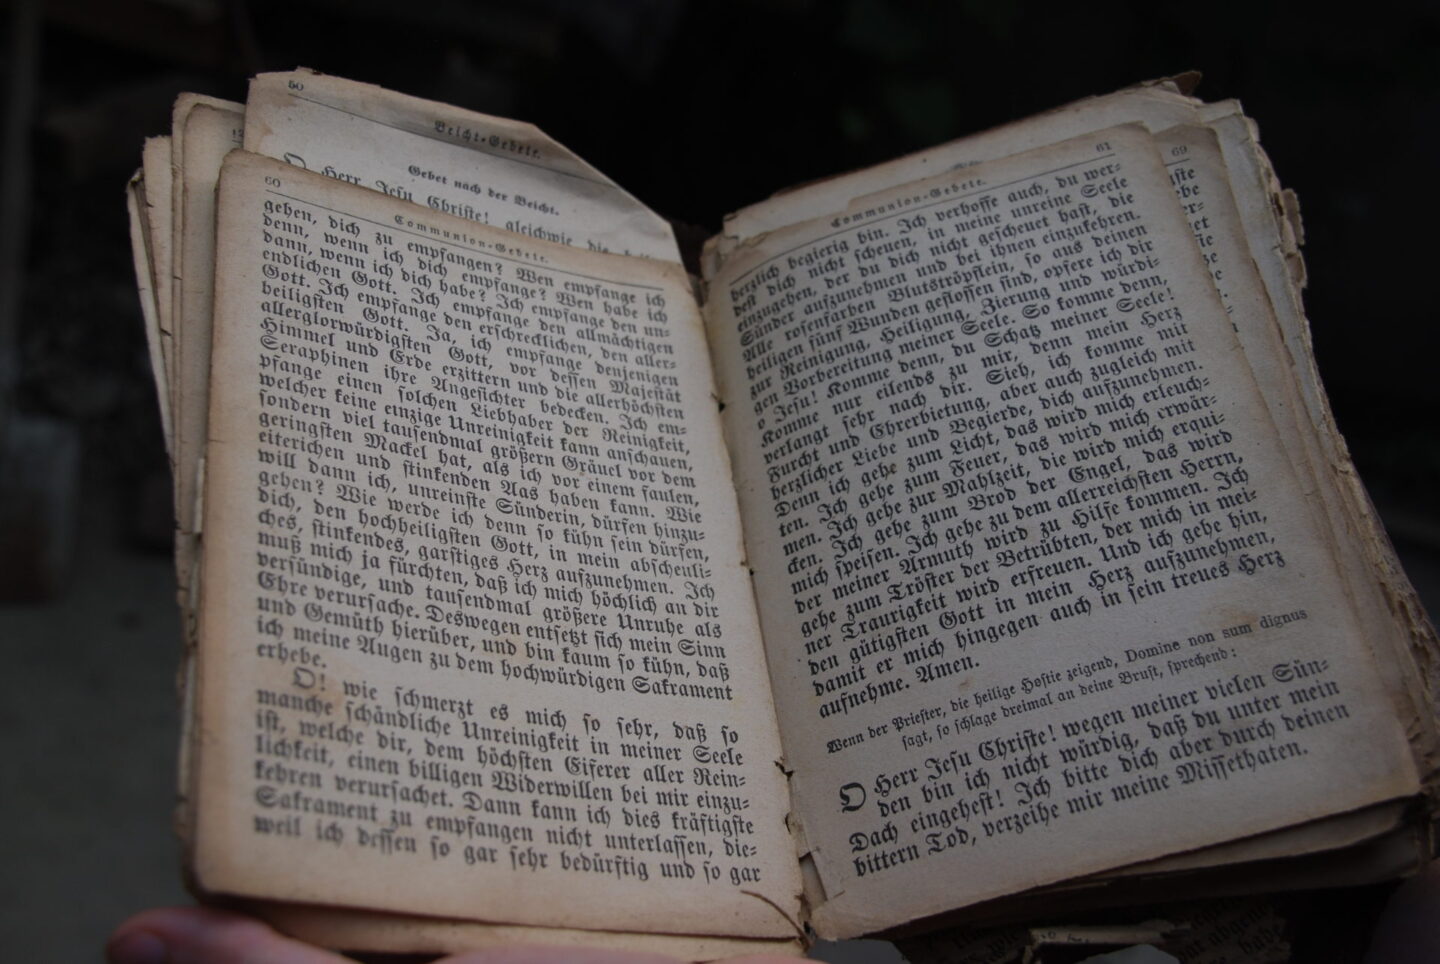 50
Beicht-Gebete.
Gebet nach der Beicht.
O Herr Jesu Christe! gleichwie die
60
Communion-Gebete.
gehen, dich zu empfangen? Wen empfange ich
denn, wenn ich dich empfange? Wen habe ich
dann, wenn ich dich habe? Ich empfange den un-
endlichen Gott. Ich empfange den allmächtigen
Gott. Ich empfange den erschrecklichen, den aller-
heiligsten Gott. Ja, ich empfange denjenigen
allerglorwürdigsten Gott, vor dessen Majestät
Himmel und Erde erzittern und die allerhöchsten
Seraphinen ihre Angesichter bedecken. Ich em-
pfange einen solchen Liebhaber der Reinigkeit,
welcher keine einzige Unreinigkeit kann anschauen,
sondern viel tausendmal größern Gräuel vor dem
geringsten Mackel hat, als ich vor einem faulen,
eiterichen und stinkenden Aas haben kann. Wie
will dann ich, unreinste Sünderin, dürfen hinzu-
gehen? Wie werde ich denn so kühn sein dürfen,
dich, den hochheiligsten Gott, in mein abscheuli-
ches, stinkendes, garstiges Herz aufzunehmen. Ich
muß mich ja fürchten, daß ich mich höchlich an dir
versündige, und tausendmal größere Unruhe als
Ehre verursache. Deswegen entsetzt sich mein Sinn
und Gemüth hierüber, und bin kaum so kühn, daß
ich meine Augen zu dem hochwürdigen Sakrament
erhebe.
O! wie schmerzt es mich so sehr, daß so
manche schändliche Unreinigkeit in meiner Seele
ist, welche dir, dem höchsten Eiferer aller Rein-
lichkeit, einen billigen Widerwillen bei mir einzu-
kehren verursachet. Dann kann ich dies kräftigste
Sakrament zu empfangen nicht unterlassen, die-
weil ich dessen so gar sehr bedürftig und so gar
61
Communion-Gebete.
herzlich begierig bin. Ich verhoffe auch, du wer-
dest dich nicht scheuen, in meine unreine Seele
einzugehen, der du dich nicht gescheuet hast, die
Sünder aufzunehmen und bei ihnen einzukehren.
Alle rosenfarben Blutströpflein, so aus deinen
heiligen fünf Wunden geflossen sind, opfere ich dir
zur Reinigung, Heiligung, Zierung und würdi-
gen Vorbereitung meiner Seele. So komme denn,
o Jesu! Komme denn, du Schatz meiner Seele!
Komme nur eilends zu mir, denn mein Herz
verlangt sehr nach dir. Sieh, ich komme mit
Furcht und Ehrerbietung, aber auch zugleich mit
herzlicher Liebe und Begierde, dich aufzunehmen.
Denn ich gehe zum Licht, das wird mich erleuch-
ten. Ich gehe zum Feuer, das wird mich erwär-
men. Ich gehe zur Mahlzeit, die wird mich erqui-
cken. Ich gehe zum Brod der Engel, das wird
mich speisen. Ich gehe zu dem allerreichsten Herrn,
der meiner Armuth wird zu Hilfe kommen. Ich
gehe zum Tröster der Betrübten, der mich in mei-
ner Traurigkeit wird erfreuen. Und ich gehe hin,
den gütigsten Gott in mein Herz aufzunehmen,
damit er mich hingegen auch in sein treues Herz
aufnehme. Amen.
Wenn der Priester, die heilige Hostie zeigend, Domine non sum dignus
sagt, so schlage dreimal an deine Brust, sprechend:
O Herr Jesu Christe! wegen meiner vielen Sün-
den bin ich nicht würdig, daß du unter mein
Dach eingehest! Ich bitte dich aber durch deinen
bittern Tod, verzeihe mir meine Missethaten.
69